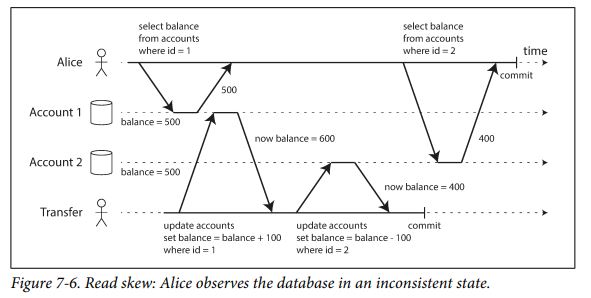 select balance
from accounts
where id = 1
select balance
from accounts
where id = 2
time
Alice
commit
500
400
Account 1
balance = 500
now balance = 600
Account 2
balance = 500
now balance = 400
Transfer
update accounts
set balance = balance + 100
where id = 1
update accounts
set balance = balance - 100
where id = 2
commit
Figure 7-6. Read skew: Alice observes the database in an inconsistent state.